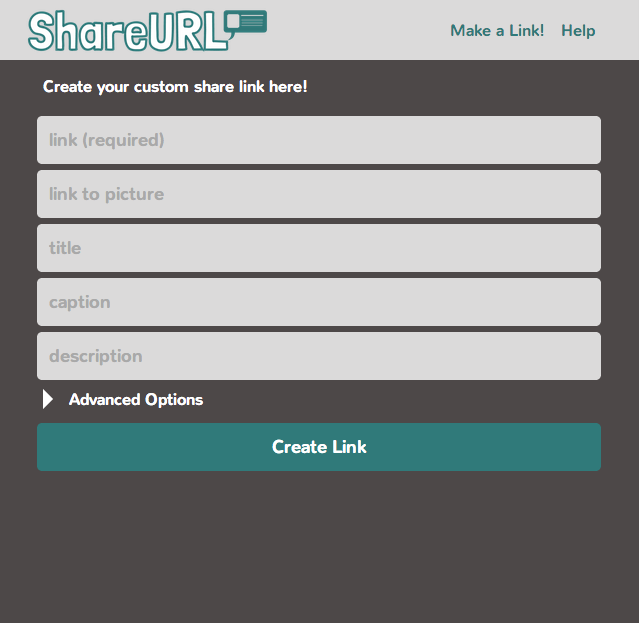 ShareURL
Make a Link! Help
Create your custom share link here!
link (required)
link to picture
title
caption
description
Advanced Options
Create Link